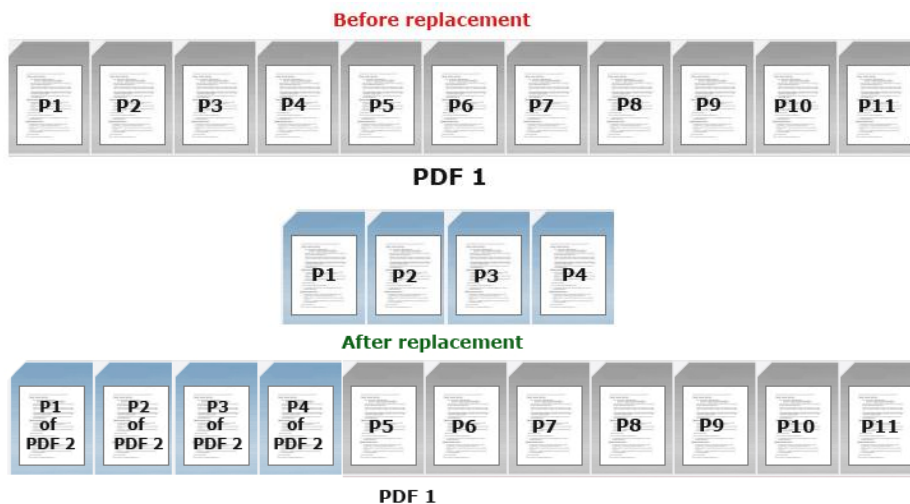 Before replacement
P1 P2 P3 P4 P5 P6 P7 P8 P9 P10 P11
PDF 1
P1 P2 P3 P4
After replacement
P1 of PDF 2 P2 of PDF 2 P3 of PDF 2 P4 of PDF 2 P5 P6 P7 P8 P9 P10 P11
PDF 1